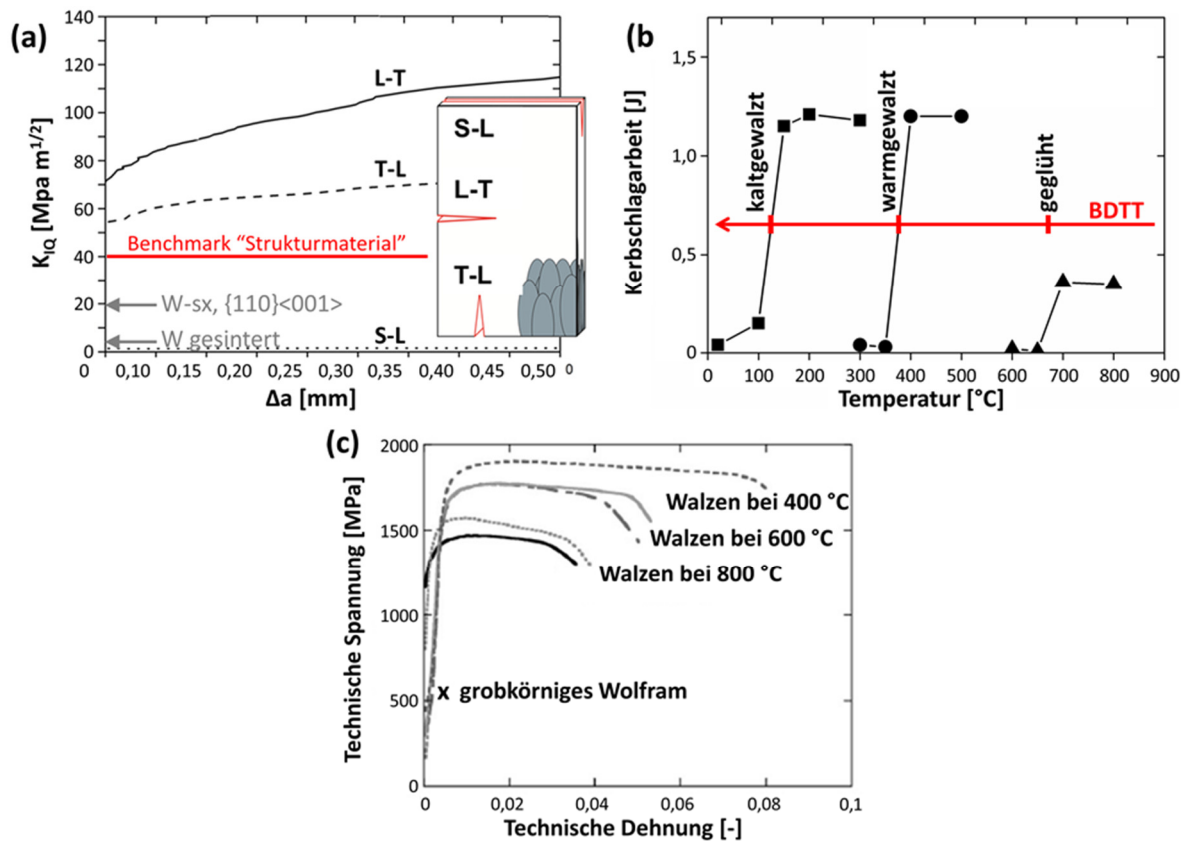 (a)
K_IQ [Mpa m^1/2]
140
120
100
80
60
40
20
0
L-T
T-L
Benchmark "Strukturmaterial"
W-sx, {110}<001>
W gesintert
S-L
S-L
L-T
T-L
0,10 0,15 0,20 0,25 0,30 0,35 0,40 0,45 0,50 0
Δa [mm]
(b)
Kerbschlagarbeit [J]
1,5
1,0
0,5
0
kaltgewalzt
warmgewalzt
geglüht
BDTT
0 100 200 300 400 500 600 700 800 900
Temperatur [°C]
(c)
Technische Spannung [MPa]
2000
1500
1000
500
0
Walzen bei 400 °C
Walzen bei 600 °C
Walzen bei 800 °C
x grobkörniges Wolfram
0 0,02 0,04 0,06 0,08 0,1
Technische Dehnung [-]